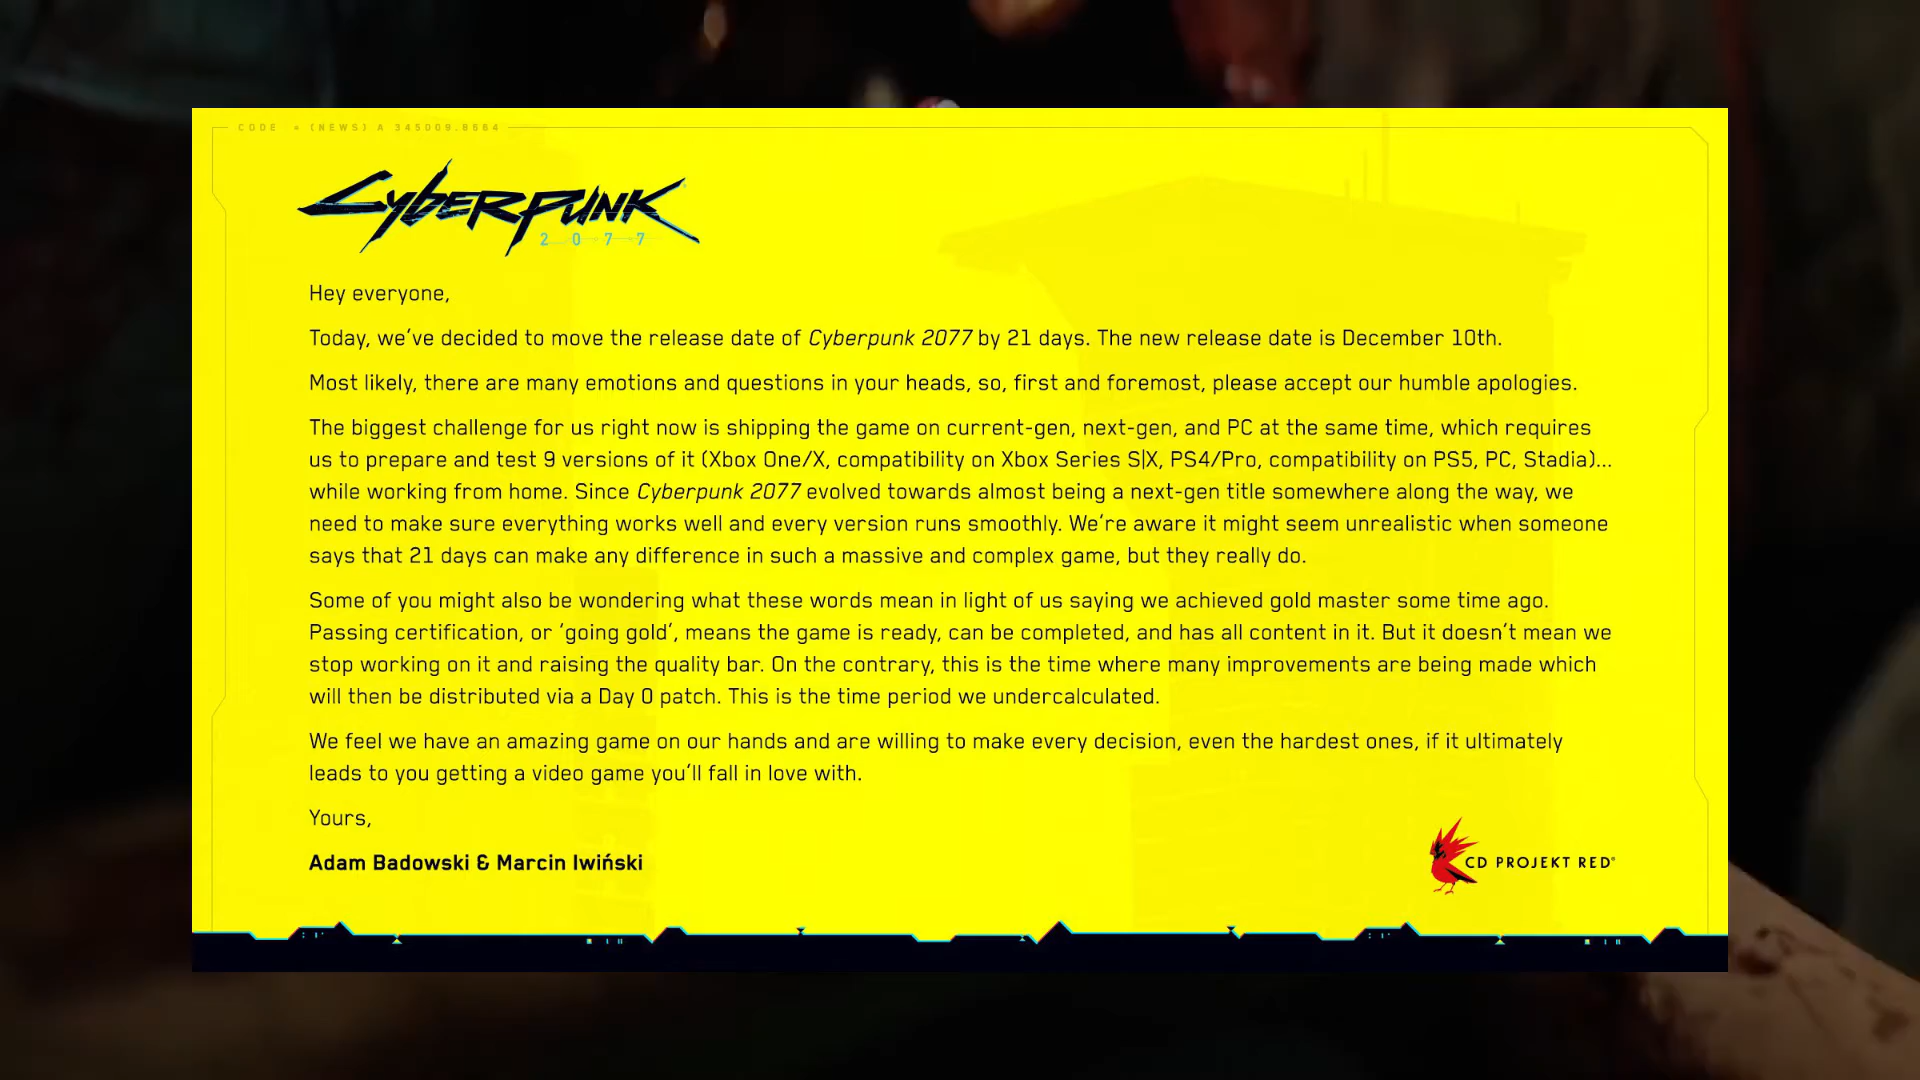 CODE (NEWS) A 345009.8664
Cyberpunk
2077
Hey everyone,
Today, we've decided to move the release date of Cyberpunk 2077 by 21 days. The new release date is December 10th.
Most likely, there are many emotions and questions in your heads, so, first and foremost, please accept our humble apologies.
The biggest challenge for us right now is shipping the game on current-gen, next-gen, and PC at the same time, which requires
us to prepare and test 9 versions of it (Xbox One/X, compatibility on Xbox Series S|X, PS4/Pro, compatibility on PS5, PC, Stadia)...
while working from home. Since Cyberpunk 2077 evolved towards almost being a next-gen title somewhere along the way, we
need to make sure everything works well and every version runs smoothly. We're aware it might seem unrealistic when someone
says that 21 days can make any difference in such a massive and complex game, but they really do.
Some of you might also be wondering what these words mean in light of us saying we achieved gold master some time ago.
Passing certification, or 'going gold', means the game is ready, can be completed, and has all content in it. But it doesn't mean we
stop working on it and raising the quality bar. On the contrary, this is the time where many improvements are being made which
will then be distributed via a Day 0 patch. This is the time period we undercalculated.
We feel we have an amazing game on our hands and are willing to make every decision, even the hardest ones, if it ultimately
leads to you getting a video game you'll fall in love with.
Yours,
Adam Badowski & Marcin Iwiński
CD PROJEKT RED®